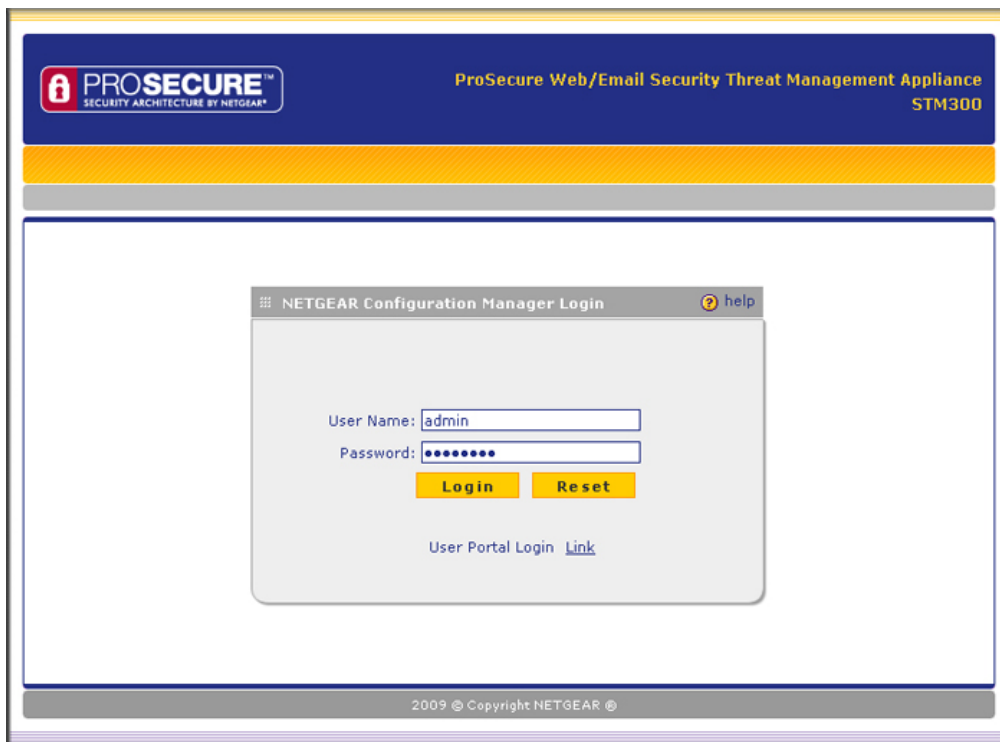 PROSECURE™
SECURITY ARCHITECTURE BY NETGEAR®
ProSecure Web/Email Security Threat Management Appliance
STM300
NETGEAR Configuration Manager Login
help
User Name: admin
Password: ••••••••
Login Reset
User Portal Login Link
2009 © Copyright NETGEAR ®